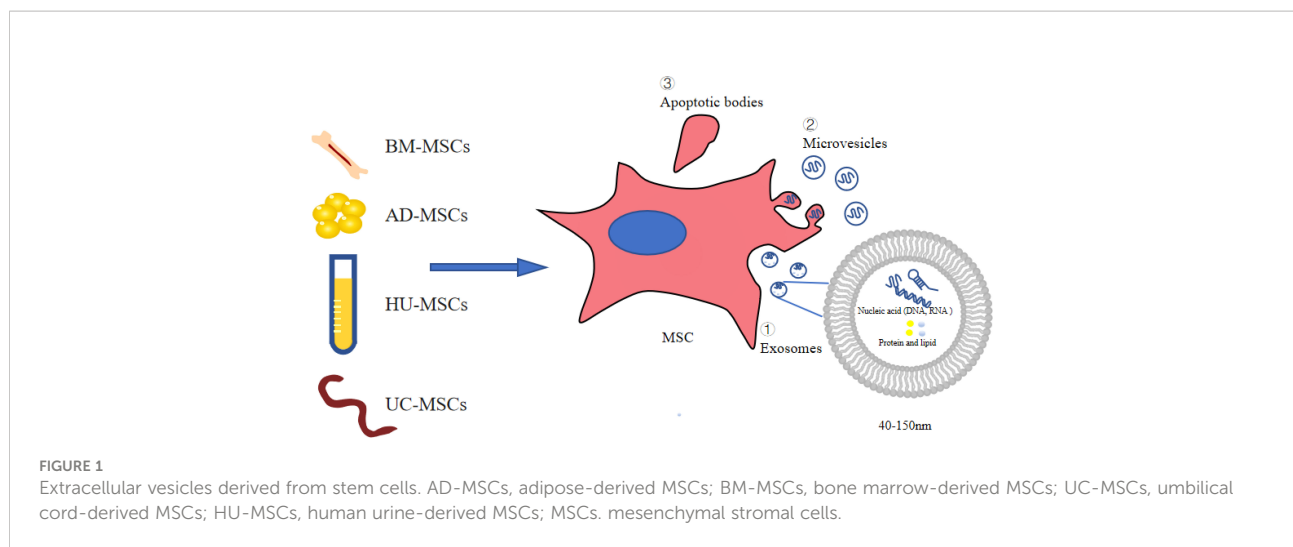 ③
Apoptotic bodies
②
Microvesicles
BM-MSCs
AD-MSCs
HU-MSCs
UC-MSCs
MSC
①
Exosomes
Nucleic acid (DNA, RNA )
Protein and lipid
40-150nm
FIGURE 1
Extracellular vesicles derived from stem cells. AD-MSCs, adipose-derived MSCs; BM-MSCs, bone marrow-derived MSCs; UC-MSCs, umbilical
cord-derived MSCs; HU-MSCs, human urine-derived MSCs; MSCs. mesenchymal stromal cells.